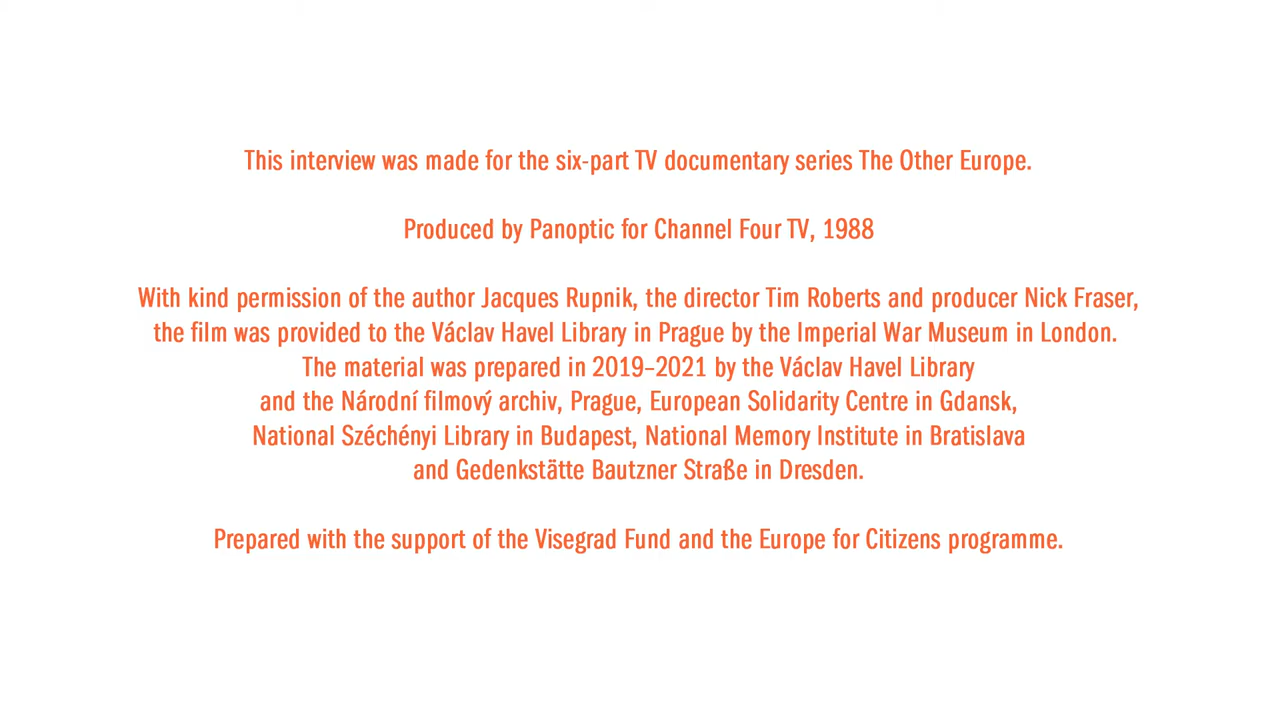 This interview was made for the six-part TV documentary series The Other Europe.
Produced by Panoptic for Channel Four TV, 1988
With kind permission of the author Jacques Rupnik, the director Tim Roberts and producer Nick Fraser,
the film was provided to the Václav Havel Library in Prague by the Imperial War Museum in London.
The material was prepared in 2019–2021 by the Václav Havel Library
and the Národní filmový archiv, Prague, European Solidarity Centre in Gdansk,
National Széchényi Library in Budapest, National Memory Institute in Bratislava
and Gedenkstätte Bautzner Straße in Dresden.
Prepared with the support of the Visegrad Fund and the Europe for Citizens programme.